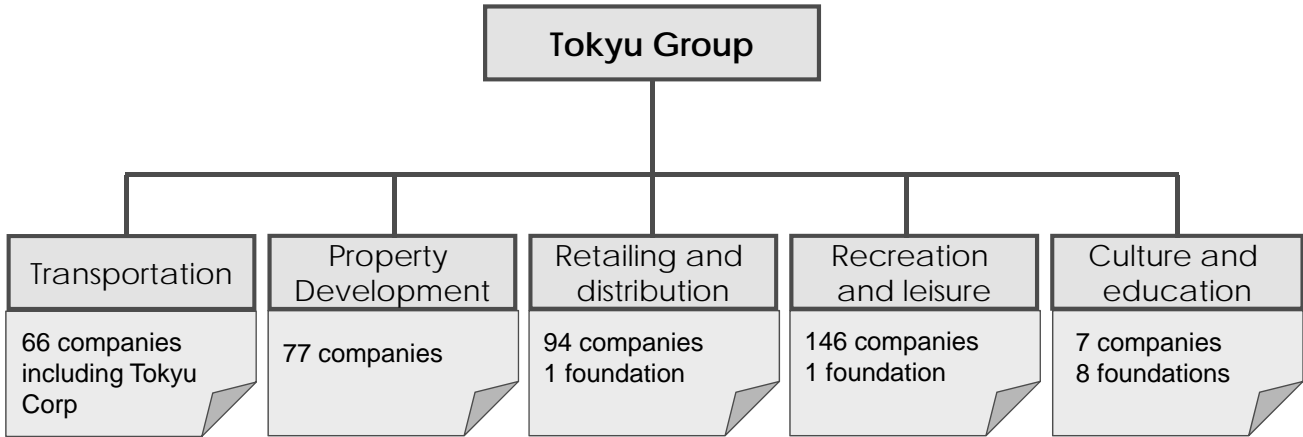 Tokyu Group
Transportation
66 companies
including Tokyu
Corp
Property
Development
77 companies
Retailing and
distribution
94 companies
1 foundation
Recreation
and leisure
146 companies
1 foundation
Culture and
education
7 companies
8 foundations